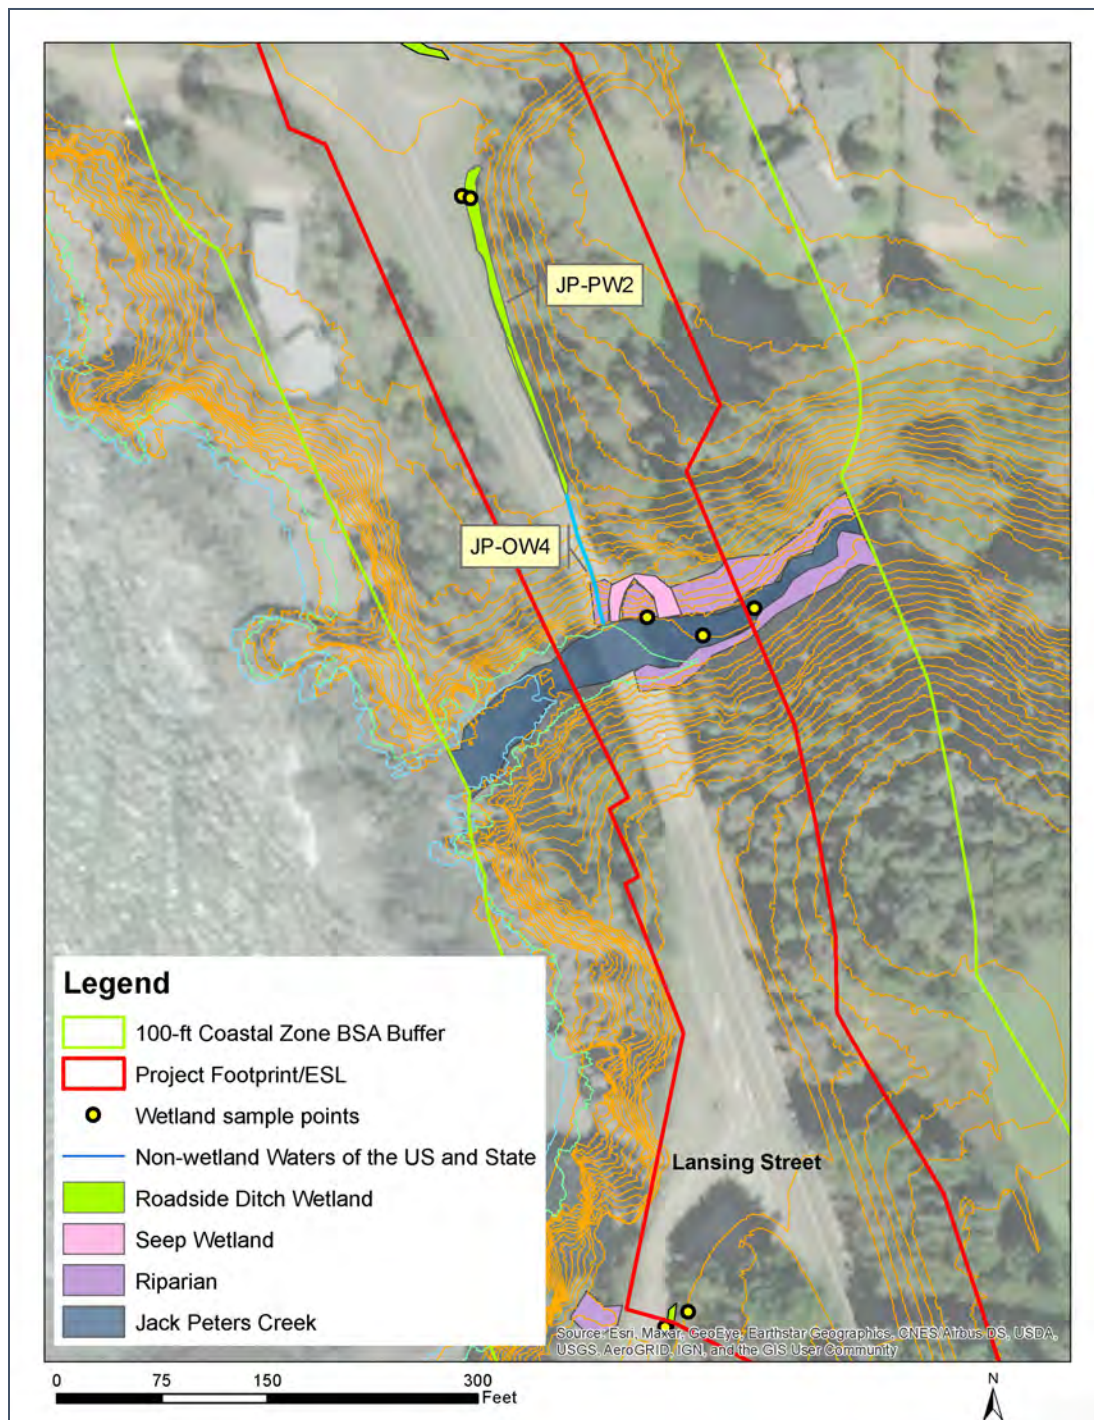 JP-PW2
JP-OW4
Legend
100-ft Coastal Zone BSA Buffer
Project Footprint/ESL
Wetland sample points
Non-wetland Waters of the US and State
Roadside Ditch Wetland
Seep Wetland
Riparian
Jack Peters Creek
Lansing Street
Source: Esri, Maxar, GeoEye, Earthstar Geographics, CNES/Airbus DS, USDA,
USGS, AeroGRID, IGN, and the GIS User Community
0 75 150 300
Feet
N